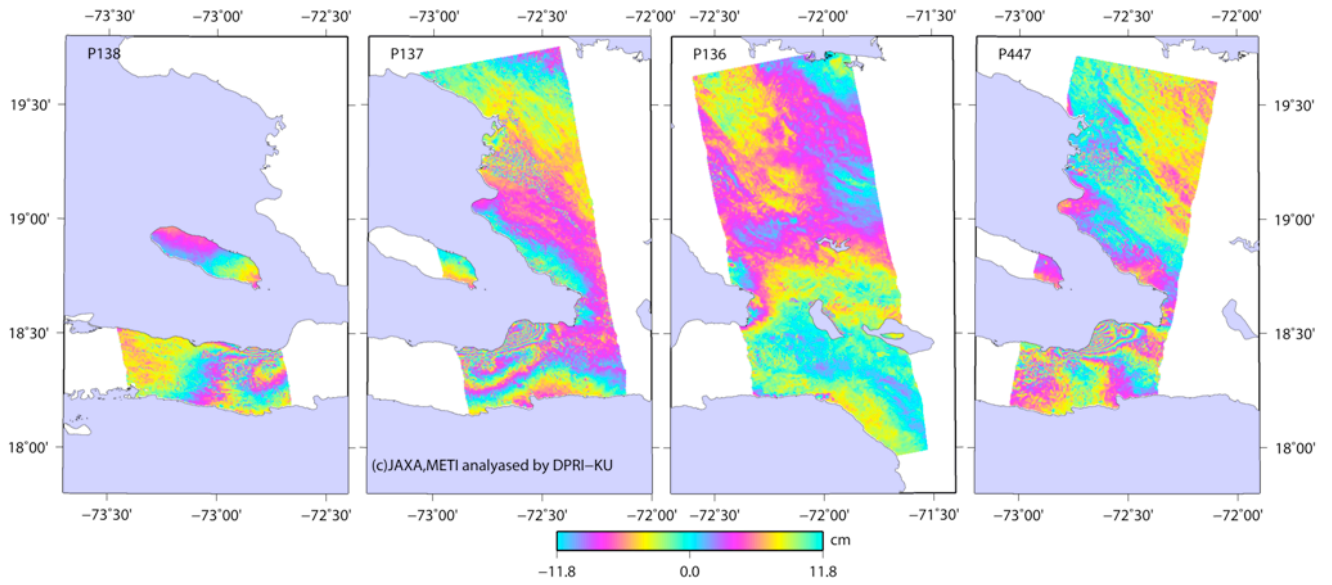 −73˚30' −73˚00' −72˚30' −73˚00' −72˚30' −72˚00' −72˚30' −72˚00' −71˚30' −73˚00' −72˚30' −72˚00'
P138 P137 P136 P447
19˚30' 19˚30'
19˚00' 19˚00'
18˚30' 18˚30'
18˚00' 18˚00'
(c)JAXA,METI analyased by DPRI−KU
−73˚30' −73˚00' −72˚30' −73˚00' −72˚30' −72˚00' −72˚30' −72˚00' −71˚30' −73˚00' −72˚30' −72˚00'
cm
−11.8 0.0 11.8